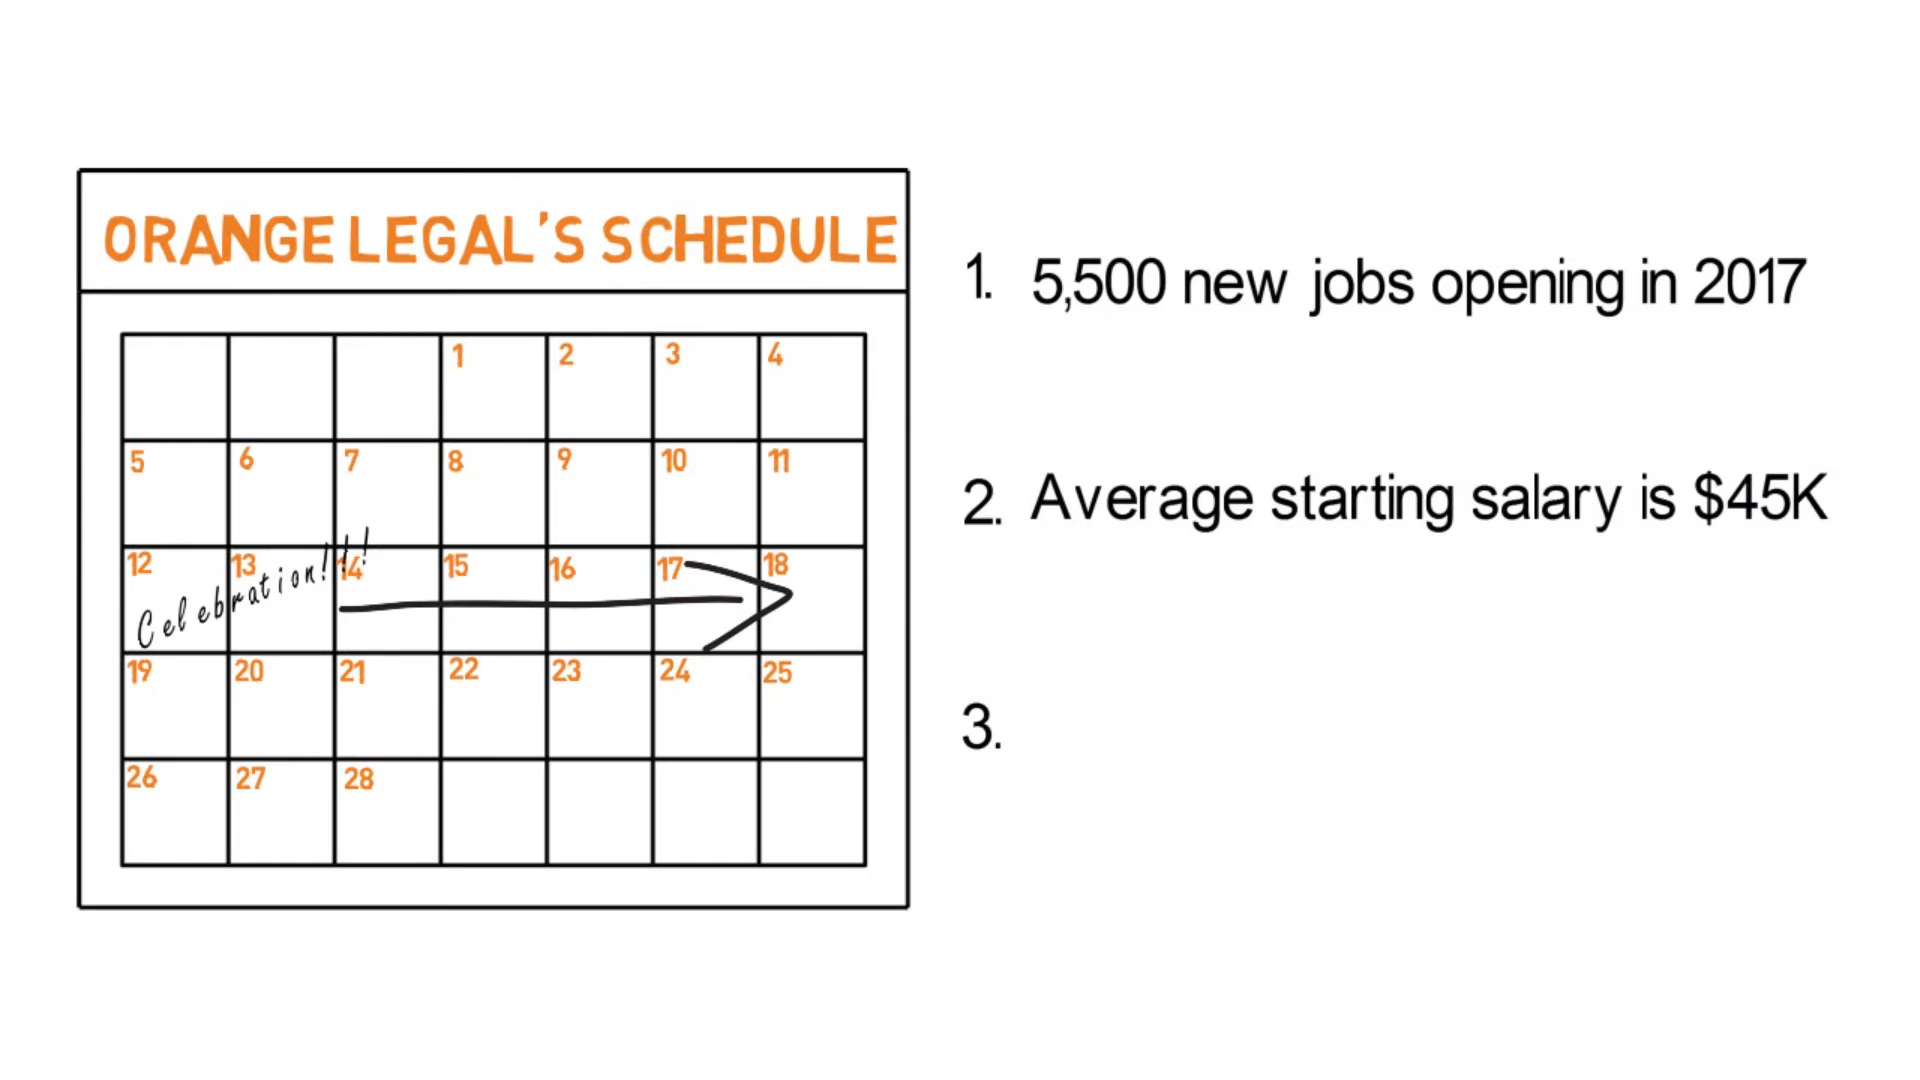 ORANGE LEGAL'S SCHEDULE
1 2 3 4
5 6 7 8 9 10 11
12 13 14 15 16 17 18
Celebration!!!
19 20 21 22 23 24 25
26 27 28
1. 5,500 new jobs opening in 2017
2. Average starting salary is $45K
3.